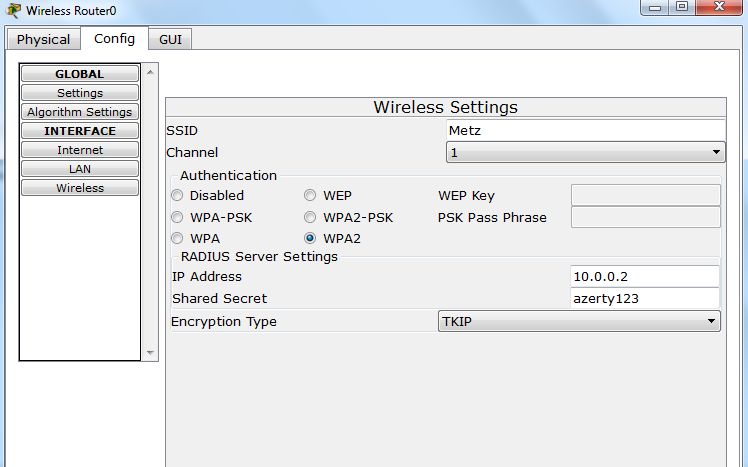 Wireless Router0
Physical Config GUI
GLOBAL
Settings
Algorithm Settings
INTERFACE
Internet
LAN
Wireless
Wireless Settings
SSID Metz
Channel 1
Authentication
Disabled WEP WEP Key
WPA-PSK WPA2-PSK PSK Pass Phrase
WPA WPA2
RADIUS Server Settings
IP Address 10.0.0.2
Shared Secret azerty123
Encryption Type TKIP